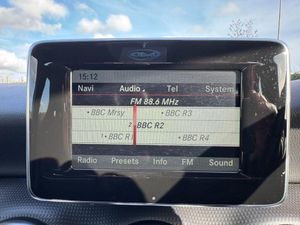 15:12
Navi Audio Tel System
FM 88.6 MHz
BBC Mrsy BBC R3
2 BBC R2
1 BBC R1 BBC R4
Radio Presets Info FM Sound